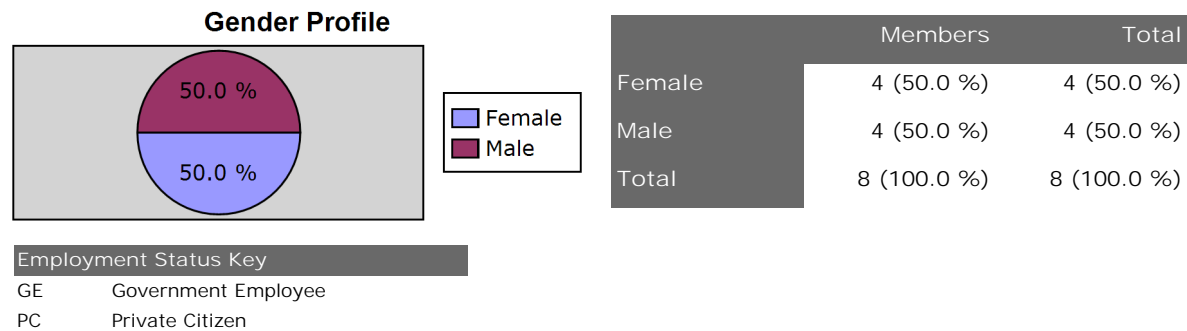 Gender Profile
50.0 %
50.0 %
Female
Male
Members Total
Female 4 (50.0 %) 4 (50.0 %)
Male 4 (50.0 %) 4 (50.0 %)
Total 8 (100.0 %) 8 (100.0 %)
Employment Status Key
GE Government Employee
PC Private Citizen